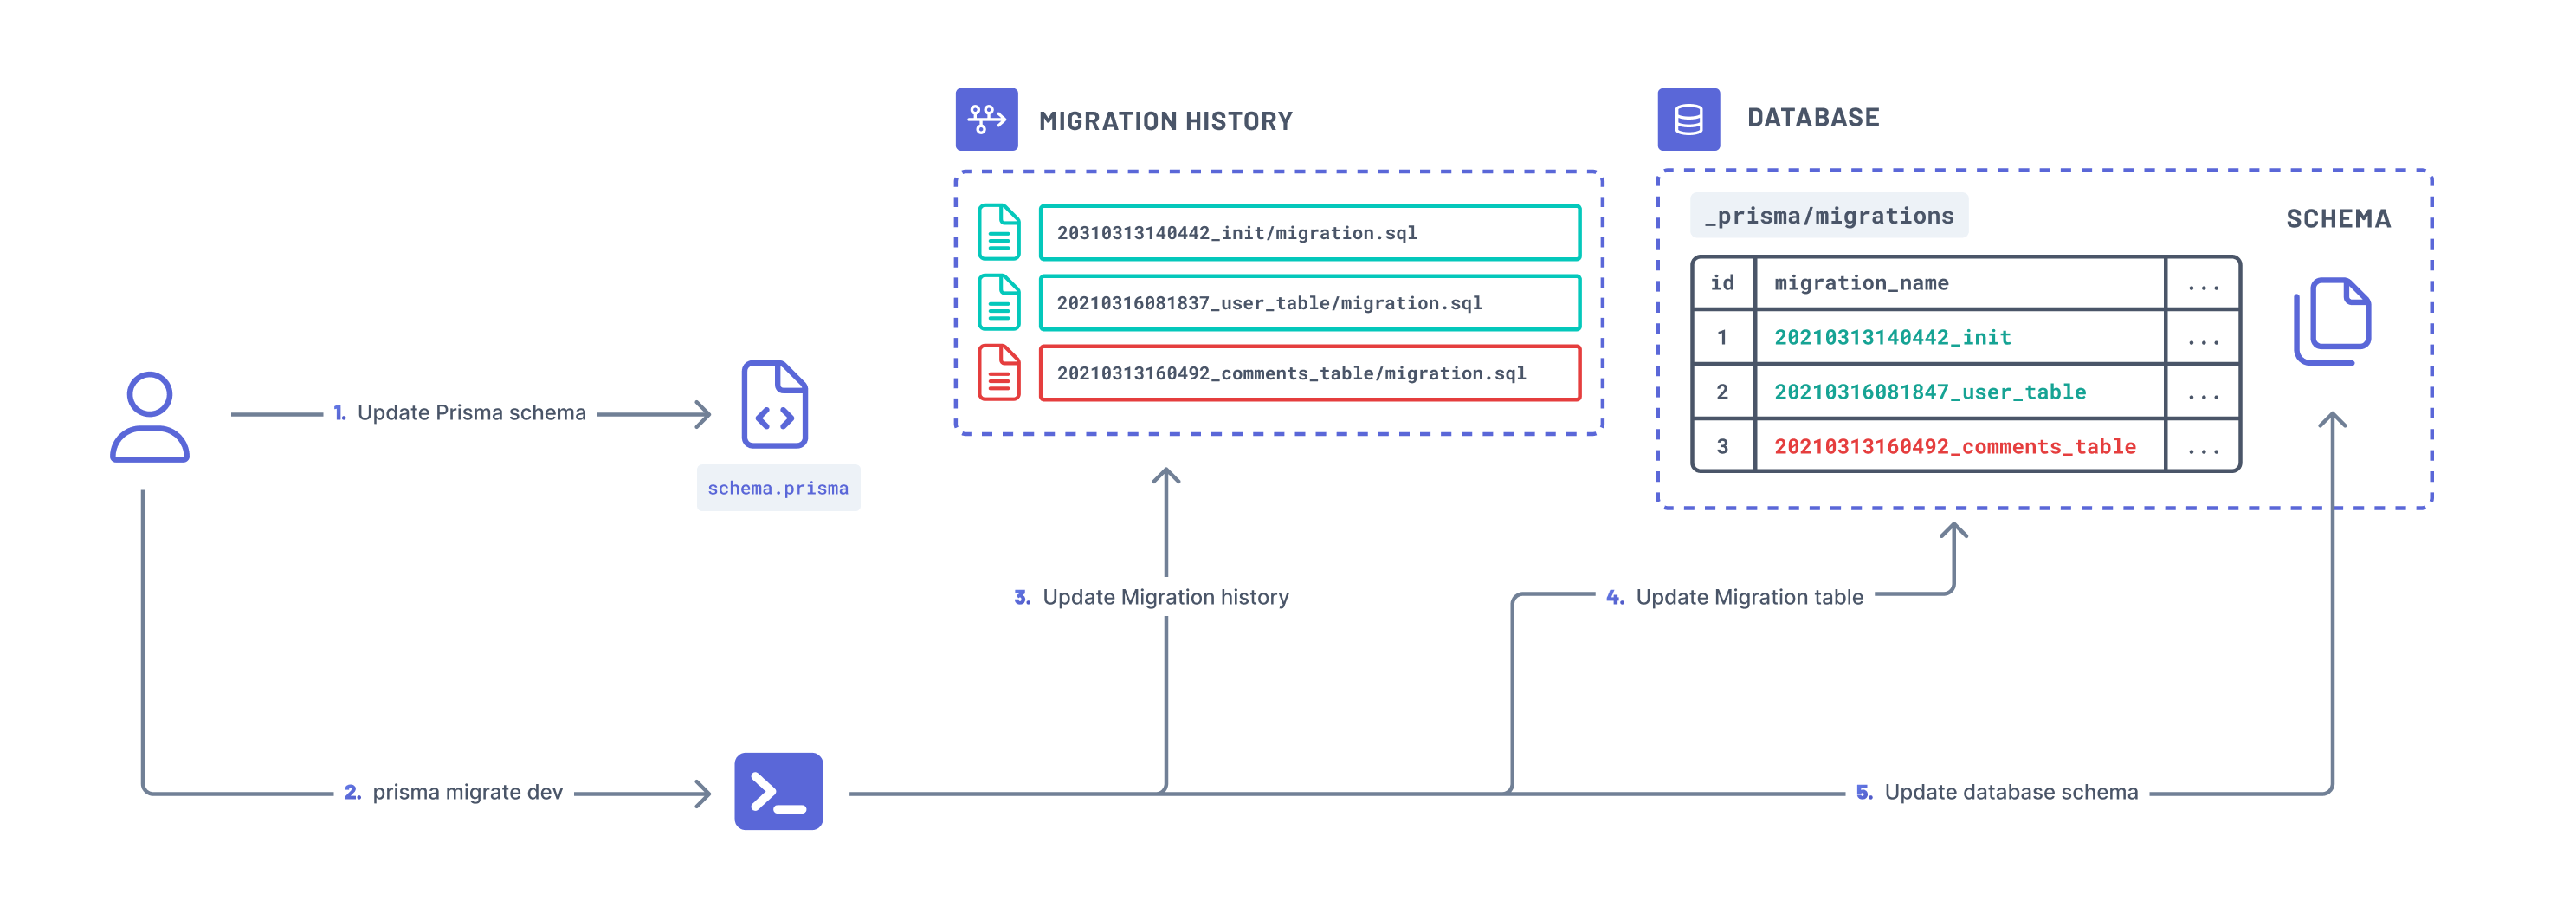 MIGRATION HISTORY
20310313140442_init/migration.sql
20210316081837_user_table/migration.sql
20210313160492_comments_table/migration.sql
DATABASE
_prisma/migrations
SCHEMA
id migration_name ...
1 20210313140442_init ...
2 20210316081847_user_table ...
3 20210313160492_comments_table ...
1. Update Prisma schema
schema.prisma
3. Update Migration history
4. Update Migration table
2. prisma migrate dev
5. Update database schema